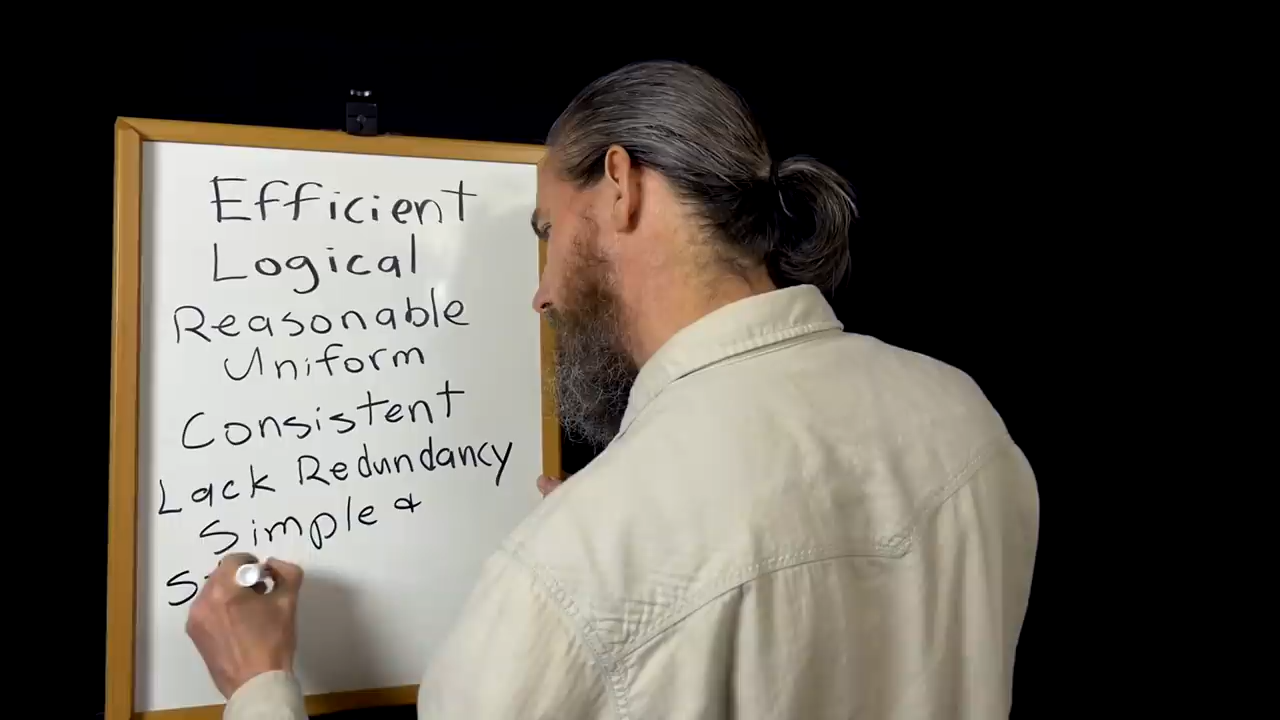 Efficient
Logical
Reasonable
Uniform
Consistent
Lack Redundancy
Simple &